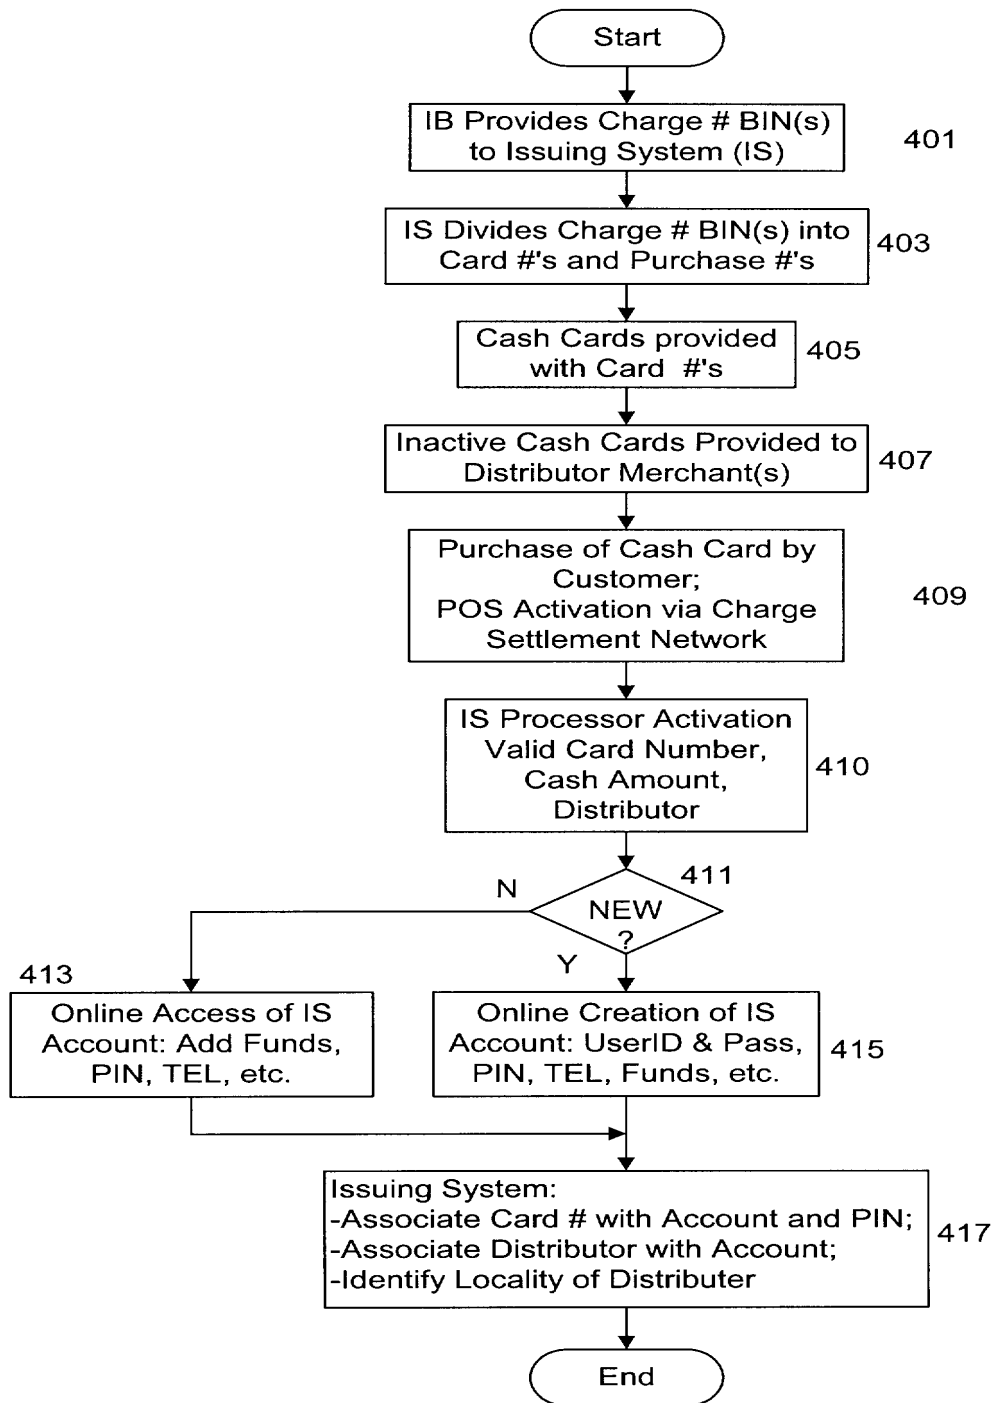 Start
IB Provides Charge # BIN(s)
to Issuing System (IS)
401
IS Divides Charge # BIN(s) into
Card #'s and Purchase #'s
403
Cash Cards provided
with Card #'s
405
Inactive Cash Cards Provided to
Distributor Merchant(s)
407
Purchase of Cash Card by
Customer;
POS Activation via Charge
Settlement Network
409
IS Processor Activation
Valid Card Number,
Cash Amount,
Distributor
410
411
NEW
?
N
Y
413
Online Access of IS
Account: Add Funds,
PIN, TEL, etc.
Online Creation of IS
Account: UserID & Pass,
PIN, TEL, Funds, etc.
415
Issuing System:
-Associate Card # with Account and PIN;
-Associate Distributor with Account;
-Identify Locality of Distributer
417
End